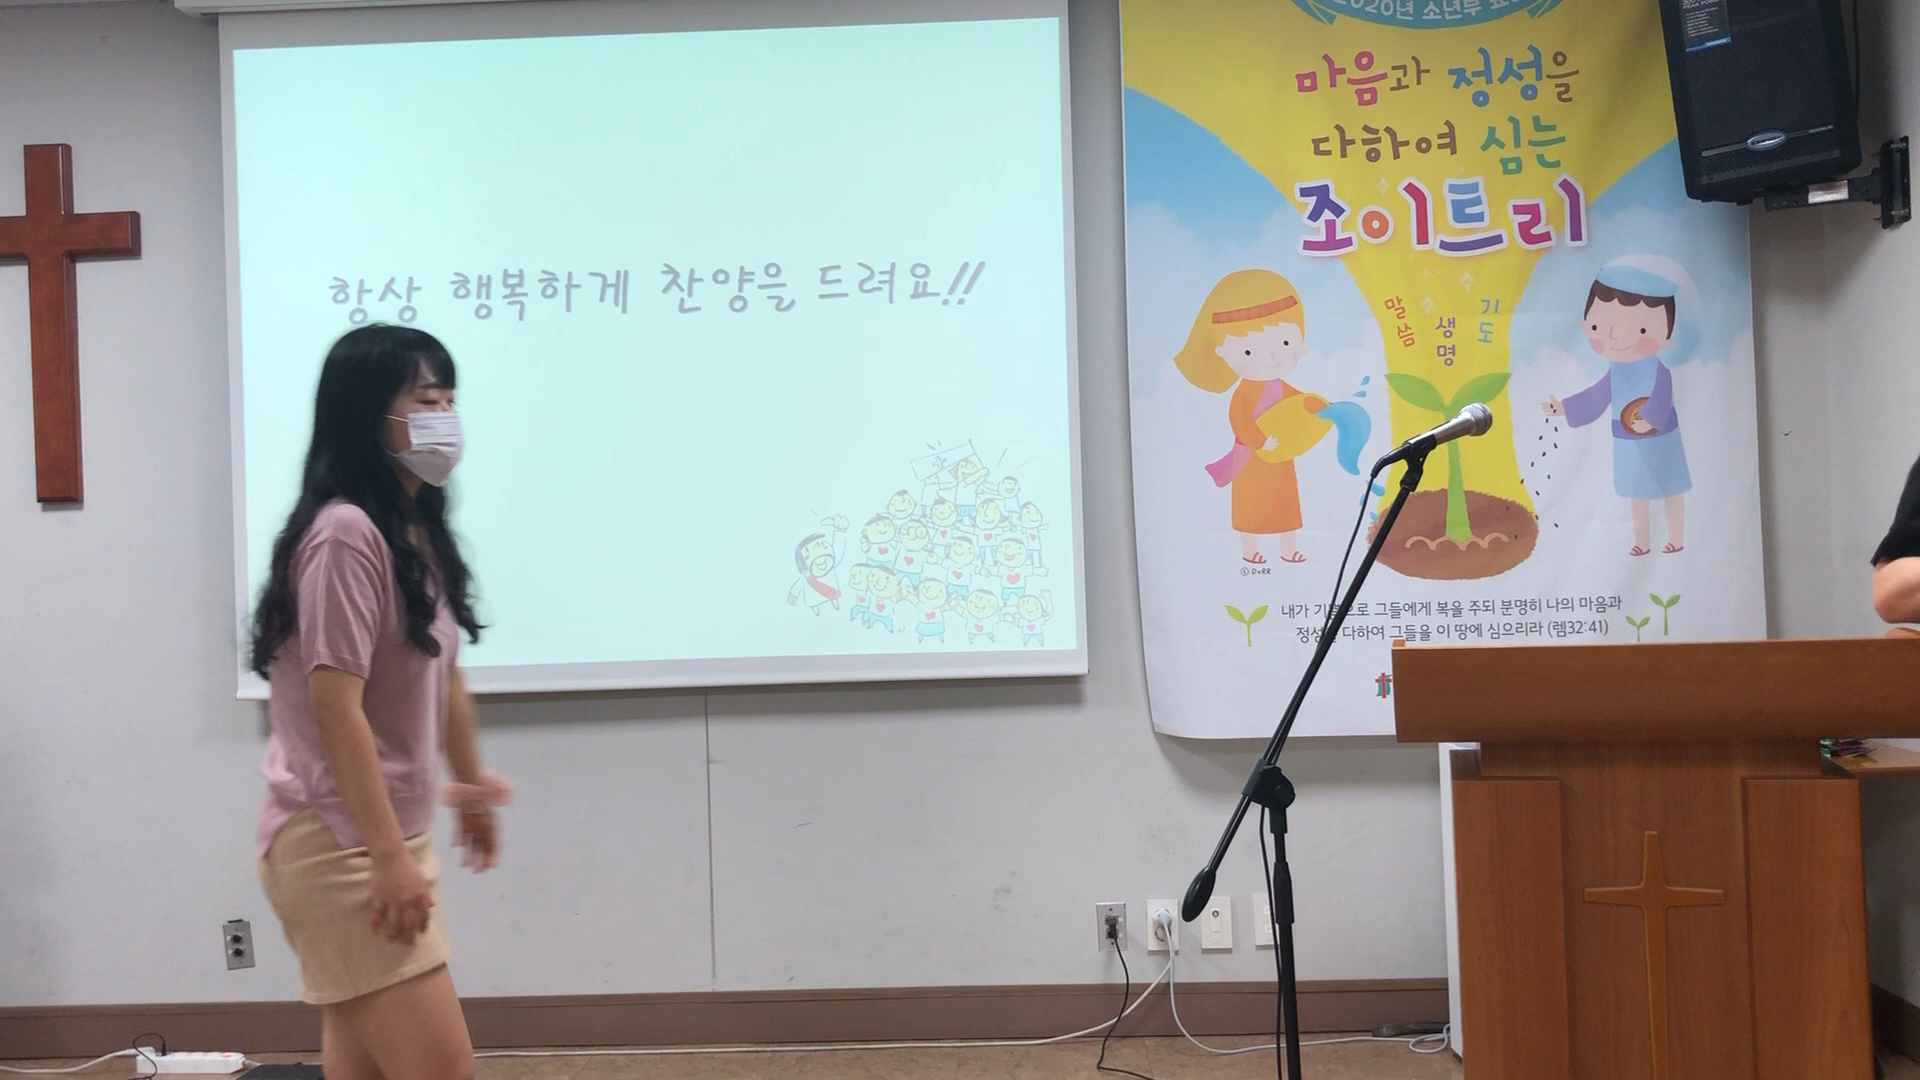 항상 행복하게 찬양을 드려요!!
2020년 소년부
마음과 정성을
다하여 심는
조이트리
말씀
생명
기도
© DeRR
내가 기쁨으로 그들에게 복을 주되 분명히 나의 마음과
정성을 다하여 그들을 이 땅에 심으리라 (렘32:41)